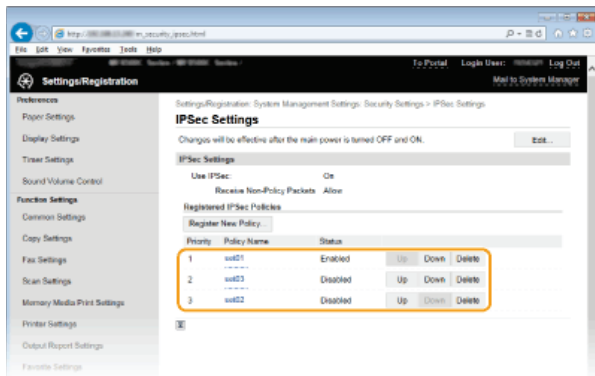 http://
m_security_ipsec.html
File Edit View Favorites Tools Help
To Portal Login User: Log Out
Settings/Registration
Mail to System Manager
Preferences
Paper Settings
Display Settings
Timer Settings
Sound Volume Control
Function Settings
Common Settings
Copy Settings
Fax Settings
Scan Settings
Memory Media Print Settings
Printer Settings
Output Report Settings
Favorite Settings
Settings/Registration: System Management Settings: Security Settings > IPSec Settings
IPSec Settings
Changes will be effective after the main power is turned OFF and ON.
Edit...
IPSec Settings
Use IPSec: On
Receive Non-Policy Packets Allow
Registered IPSec Policies
Register New Policy...
Priority Policy Name Status
1 set01 Enabled Up Down Delete
2 set03 Disabled Up Down Delete
3 set02 Disabled Up Down Delete